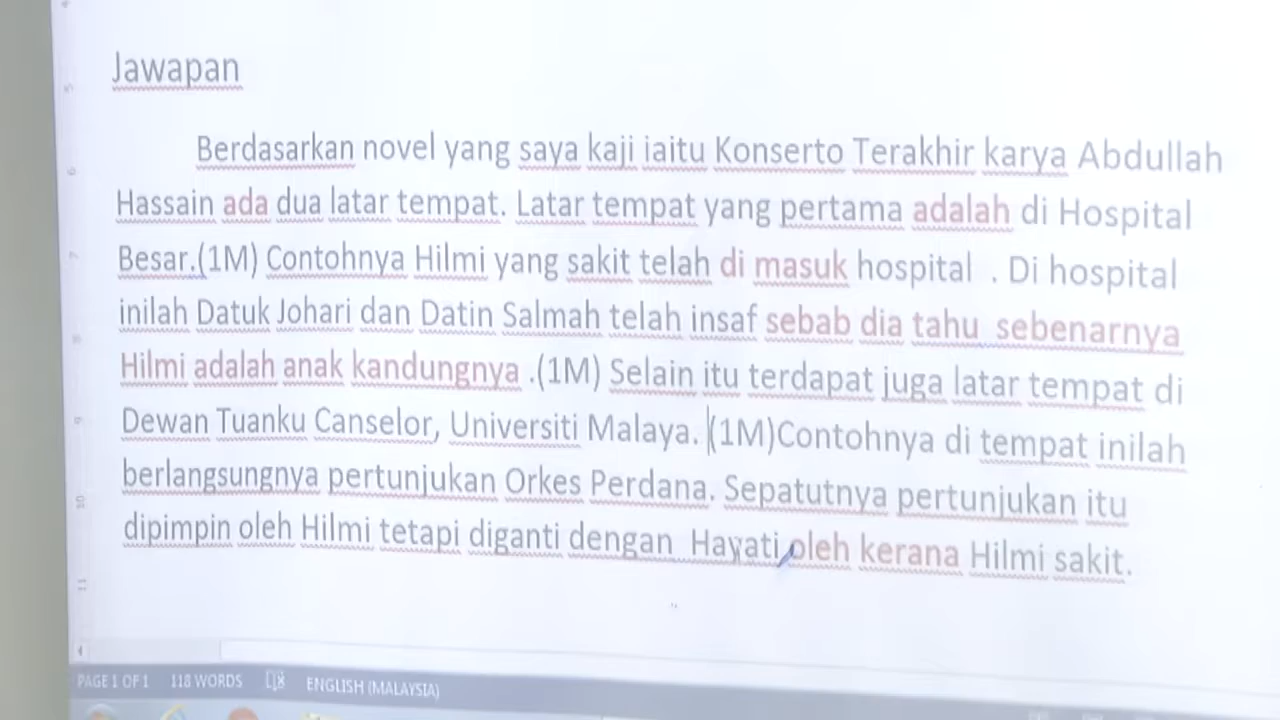 Jawapan
Berdasarkan novel yang saya kaji iaitu Konserto Terakhir karya Abdullah
Hassain ada dua latar tempat. Latar tempat yang pertama adalah di Hospital
Besar.(1M) Contohnya Hilmi yang sakit telah di masuk hospital . Di hospital
inilah Datuk Johari dan Datin Salmah telah insaf sebab dia tahu sebenarnya
Hilmi adalah anak kandungnya .(1M) Selain itu terdapat juga latar tempat di
Dewan Tuanku Canselor, Universiti Malaya. (1M)Contohnya di tempat inilah
berlangsungnya pertunjukan Orkes Perdana. Sepatutnya pertunjukan itu
dipimpin oleh Hilmi tetapi diganti dengan Hayati oleh kerana Hilmi sakit.
PAGE 1 OF 1 118 WORDS ENGLISH (MALAYSIA)